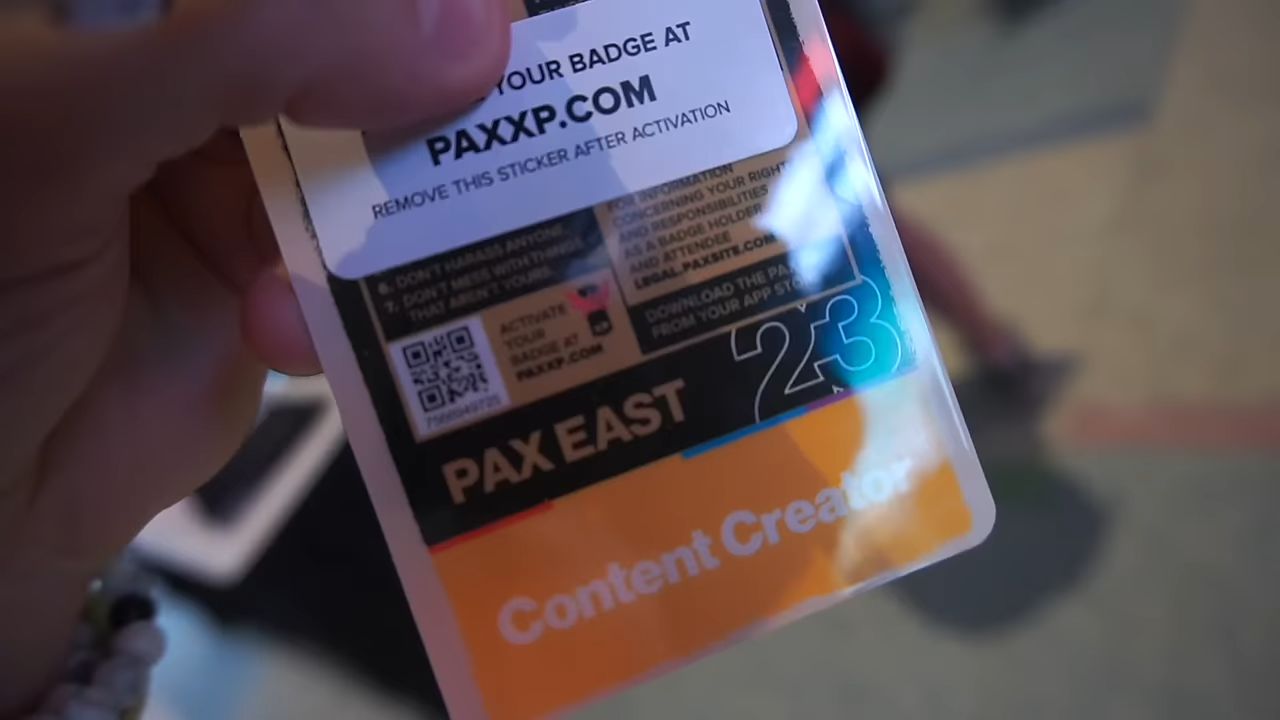 YOUR BADGE AT
PAXXP.COM
REMOVE THIS STICKER AFTER ACTIVATION
6. DON'T HARASS ANYONE.
7. DON'T MESS WITH THINGS
THAT AREN'T YOURS.
FOR INFORMATION
CONCERNING YOUR RIGHTS
AND RESPONSIBILITIES
AS A BADGE HOLDER
AND ATTENDEE
LEGAL.PAXSITE.COM
ACTIVATE
YOUR
BADGE AT
PAXXP.COM
DOWNLOAD THE PAX
FROM YOUR APP
PAX EAST
23
Content Creator